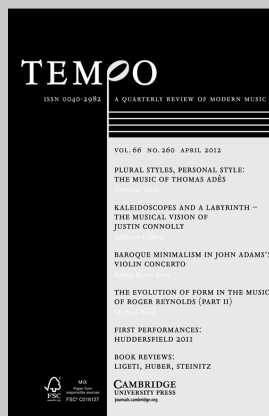 TEMPO
ISSN 0040-2982 A QUARTERLY REVIEW OF MODERN MUSIC
VOL. 66 NO. 260 APRIL 2012
PLURAL STYLES, PERSONAL STYLE:
THE MUSIC OF THOMAS ADÈS
KALEIDOSCOPES AND A LABYRINTH –
THE MUSICAL VISION OF
JUSTIN CONNOLLY
BAROQUE MINIMALISM IN JOHN ADAMS'S
VIOLIN CONCERTO
THE EVOLUTION OF FORM IN THE MUSIC
OF ROGER REYNOLDS (PART II)
FIRST PERFORMANCES:
HUDDERSFIELD 2011
BOOK REVIEWS:
LIGETI, HUBER, STEINITZ
FSC
MIX
Paper from
responsible sources
FSC® C018127
CAMBRIDGE
UNIVERSITY PRESS
journals.cambridge.org